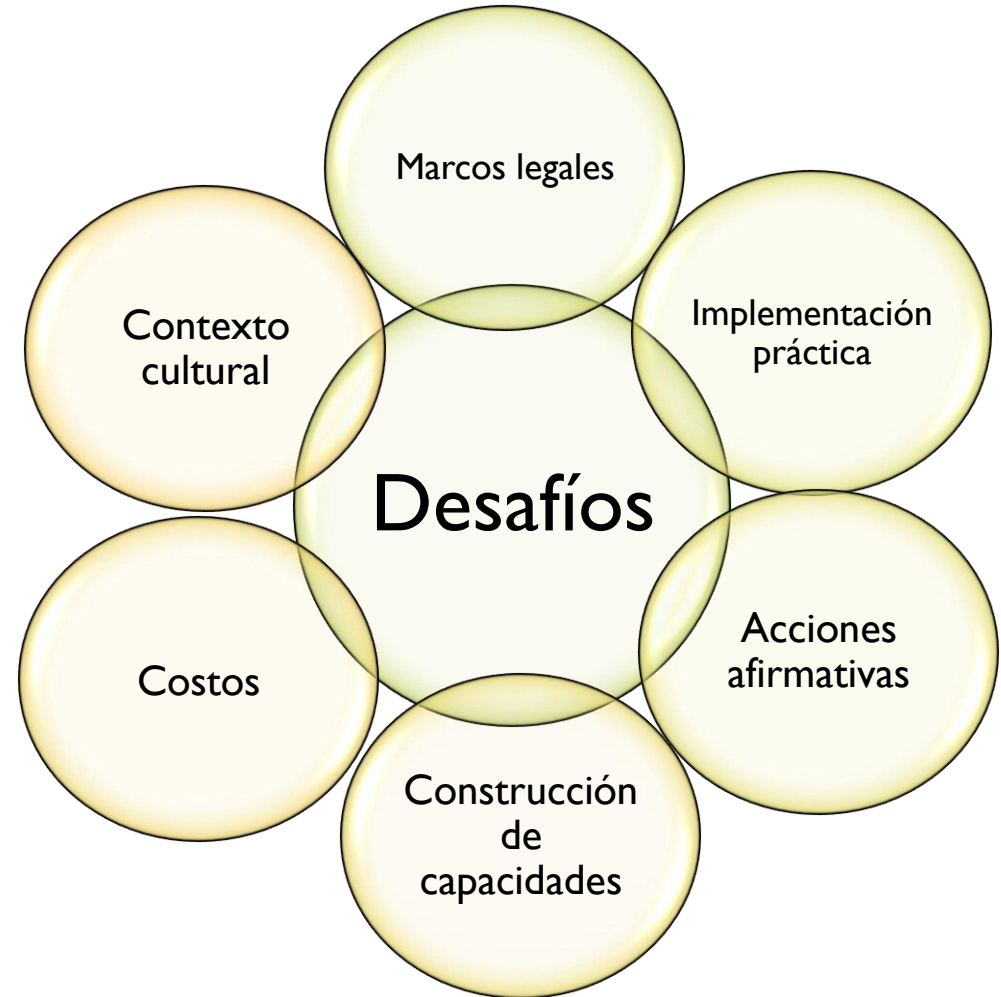 Marcos legales
Implementación
práctica
Acciones
afirmativas
Construcción
de
capacidades
Costos
Contexto
cultural
Desafíos